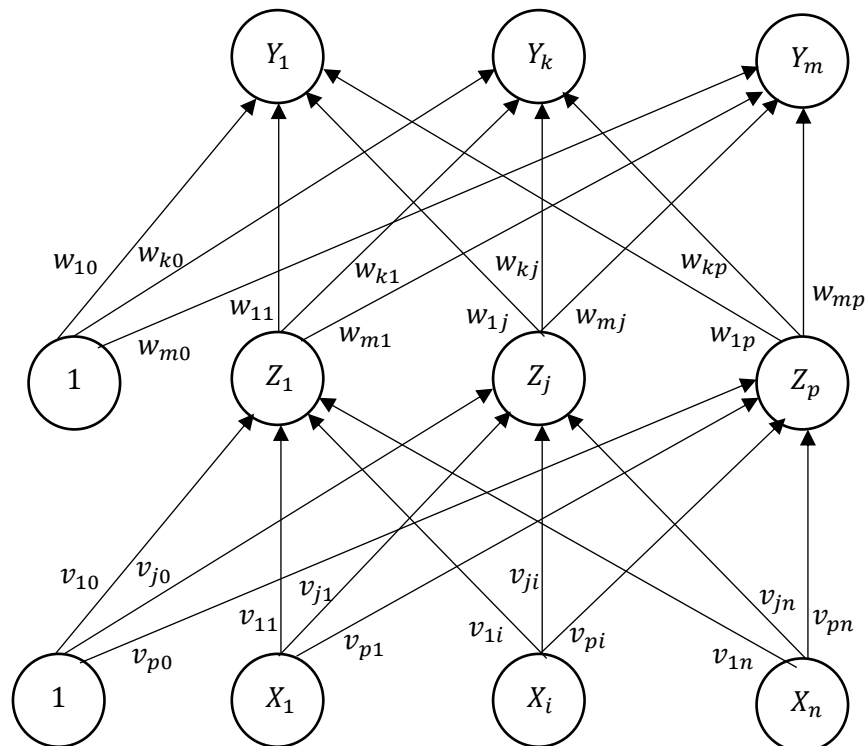 Y₁ Yₖ Yₘ
w₁₀ wₖ₀ wₖ₁ wₖⱼ wₖₚ
wₘ₀ w₁₁ wₘ₁ w₁ⱼ wₘⱼ w₁ₚ wₘₚ
1 Z₁ Zⱼ Zₚ
v₁₀ vⱼ₀ vⱼ₁ vⱼᵢ vⱼₙ
vₚ₀ v₁₁ vₚ₁ v₁ᵢ vₚᵢ v₁ₙ vₚₙ
1 X₁ Xᵢ Xₙ